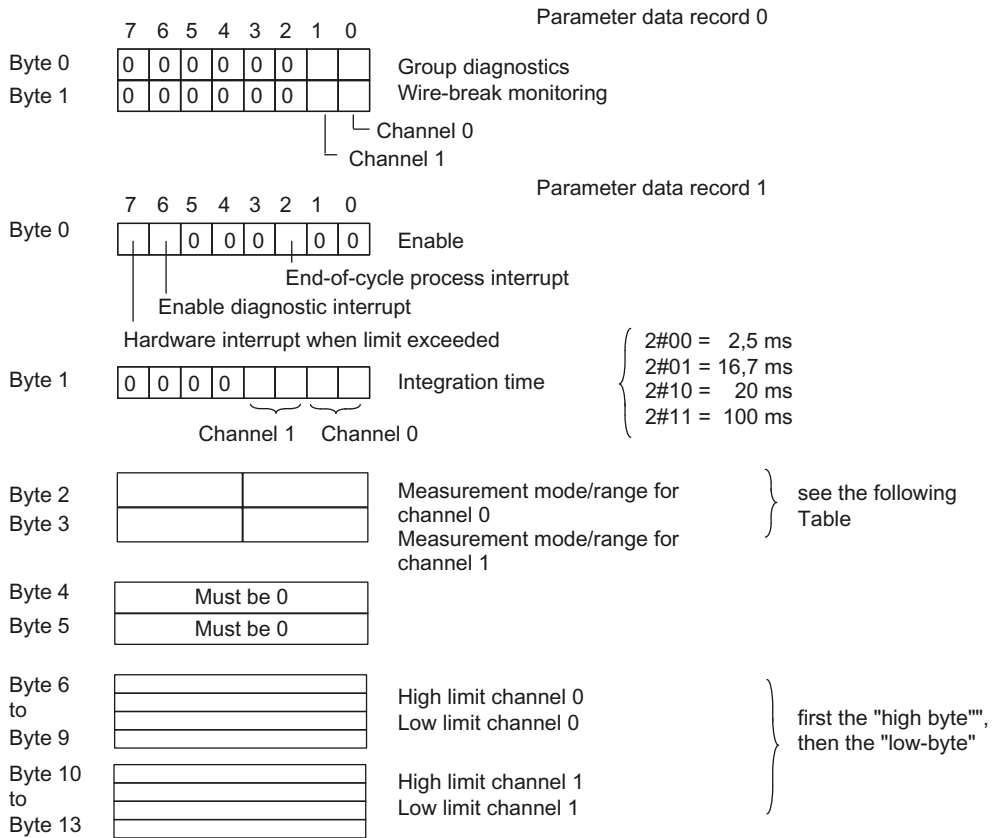 Parameter data record 0
7 6 5 4 3 2 1 0
Byte 0 0 0 0 0 0 0 Group diagnostics
Byte 1 0 0 0 0 0 0 Wire-break monitoring
Channel 0
Channel 1
Parameter data record 1
7 6 5 4 3 2 1 0
Byte 0 0 0 0 0 0 Enable
End-of-cycle process interrupt
Enable diagnostic interrupt
Hardware interrupt when limit exceeded
2#00 = 2,5 ms
Byte 1 0 0 0 0 Integration time 2#01 = 16,7 ms
2#10 = 20 ms
2#11 = 100 ms
Channel 1 Channel 0
Byte 2 Measurement mode/range for
channel 0
Byte 3 Measurement mode/range for
channel 1
see the following
Table
Byte 4 Must be 0
Byte 5 Must be 0
Byte 6
to
Byte 9
High limit channel 0
Low limit channel 0
first the "high byte"",
then the "low-byte"
Byte 10
to
Byte 13
High limit channel 1
Low limit channel 1